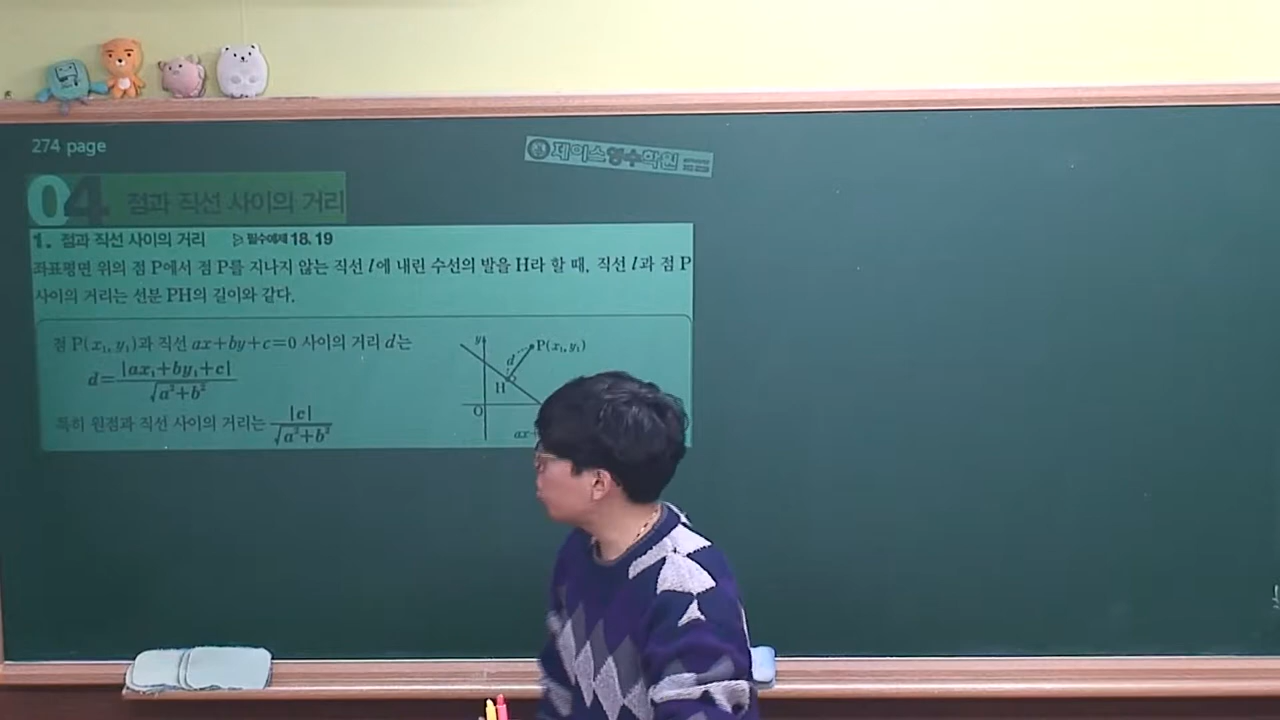 274 page
제이스영수학원
04 점과 직선 사이의 거리
1. 점과 직선 사이의 거리 ▷ 필수예제 18, 19
좌표평면 위의 점 P에서 점 P를 지나지 않는 직선 l에 내린 수선의 발을 H라 할 때, 직선 l과 점 P
사이의 거리는 선분 PH의 길이와 같다.
점 P(x₁, y₁)과 직선 ax+by+c=0 사이의 거리 d는
d=|ax₁+by₁+c|/√(a²+b²)
특히 원점과 직선 사이의 거리는 |c|/√(a²+b²)
y
P(x₁, y₁)
d
H
O